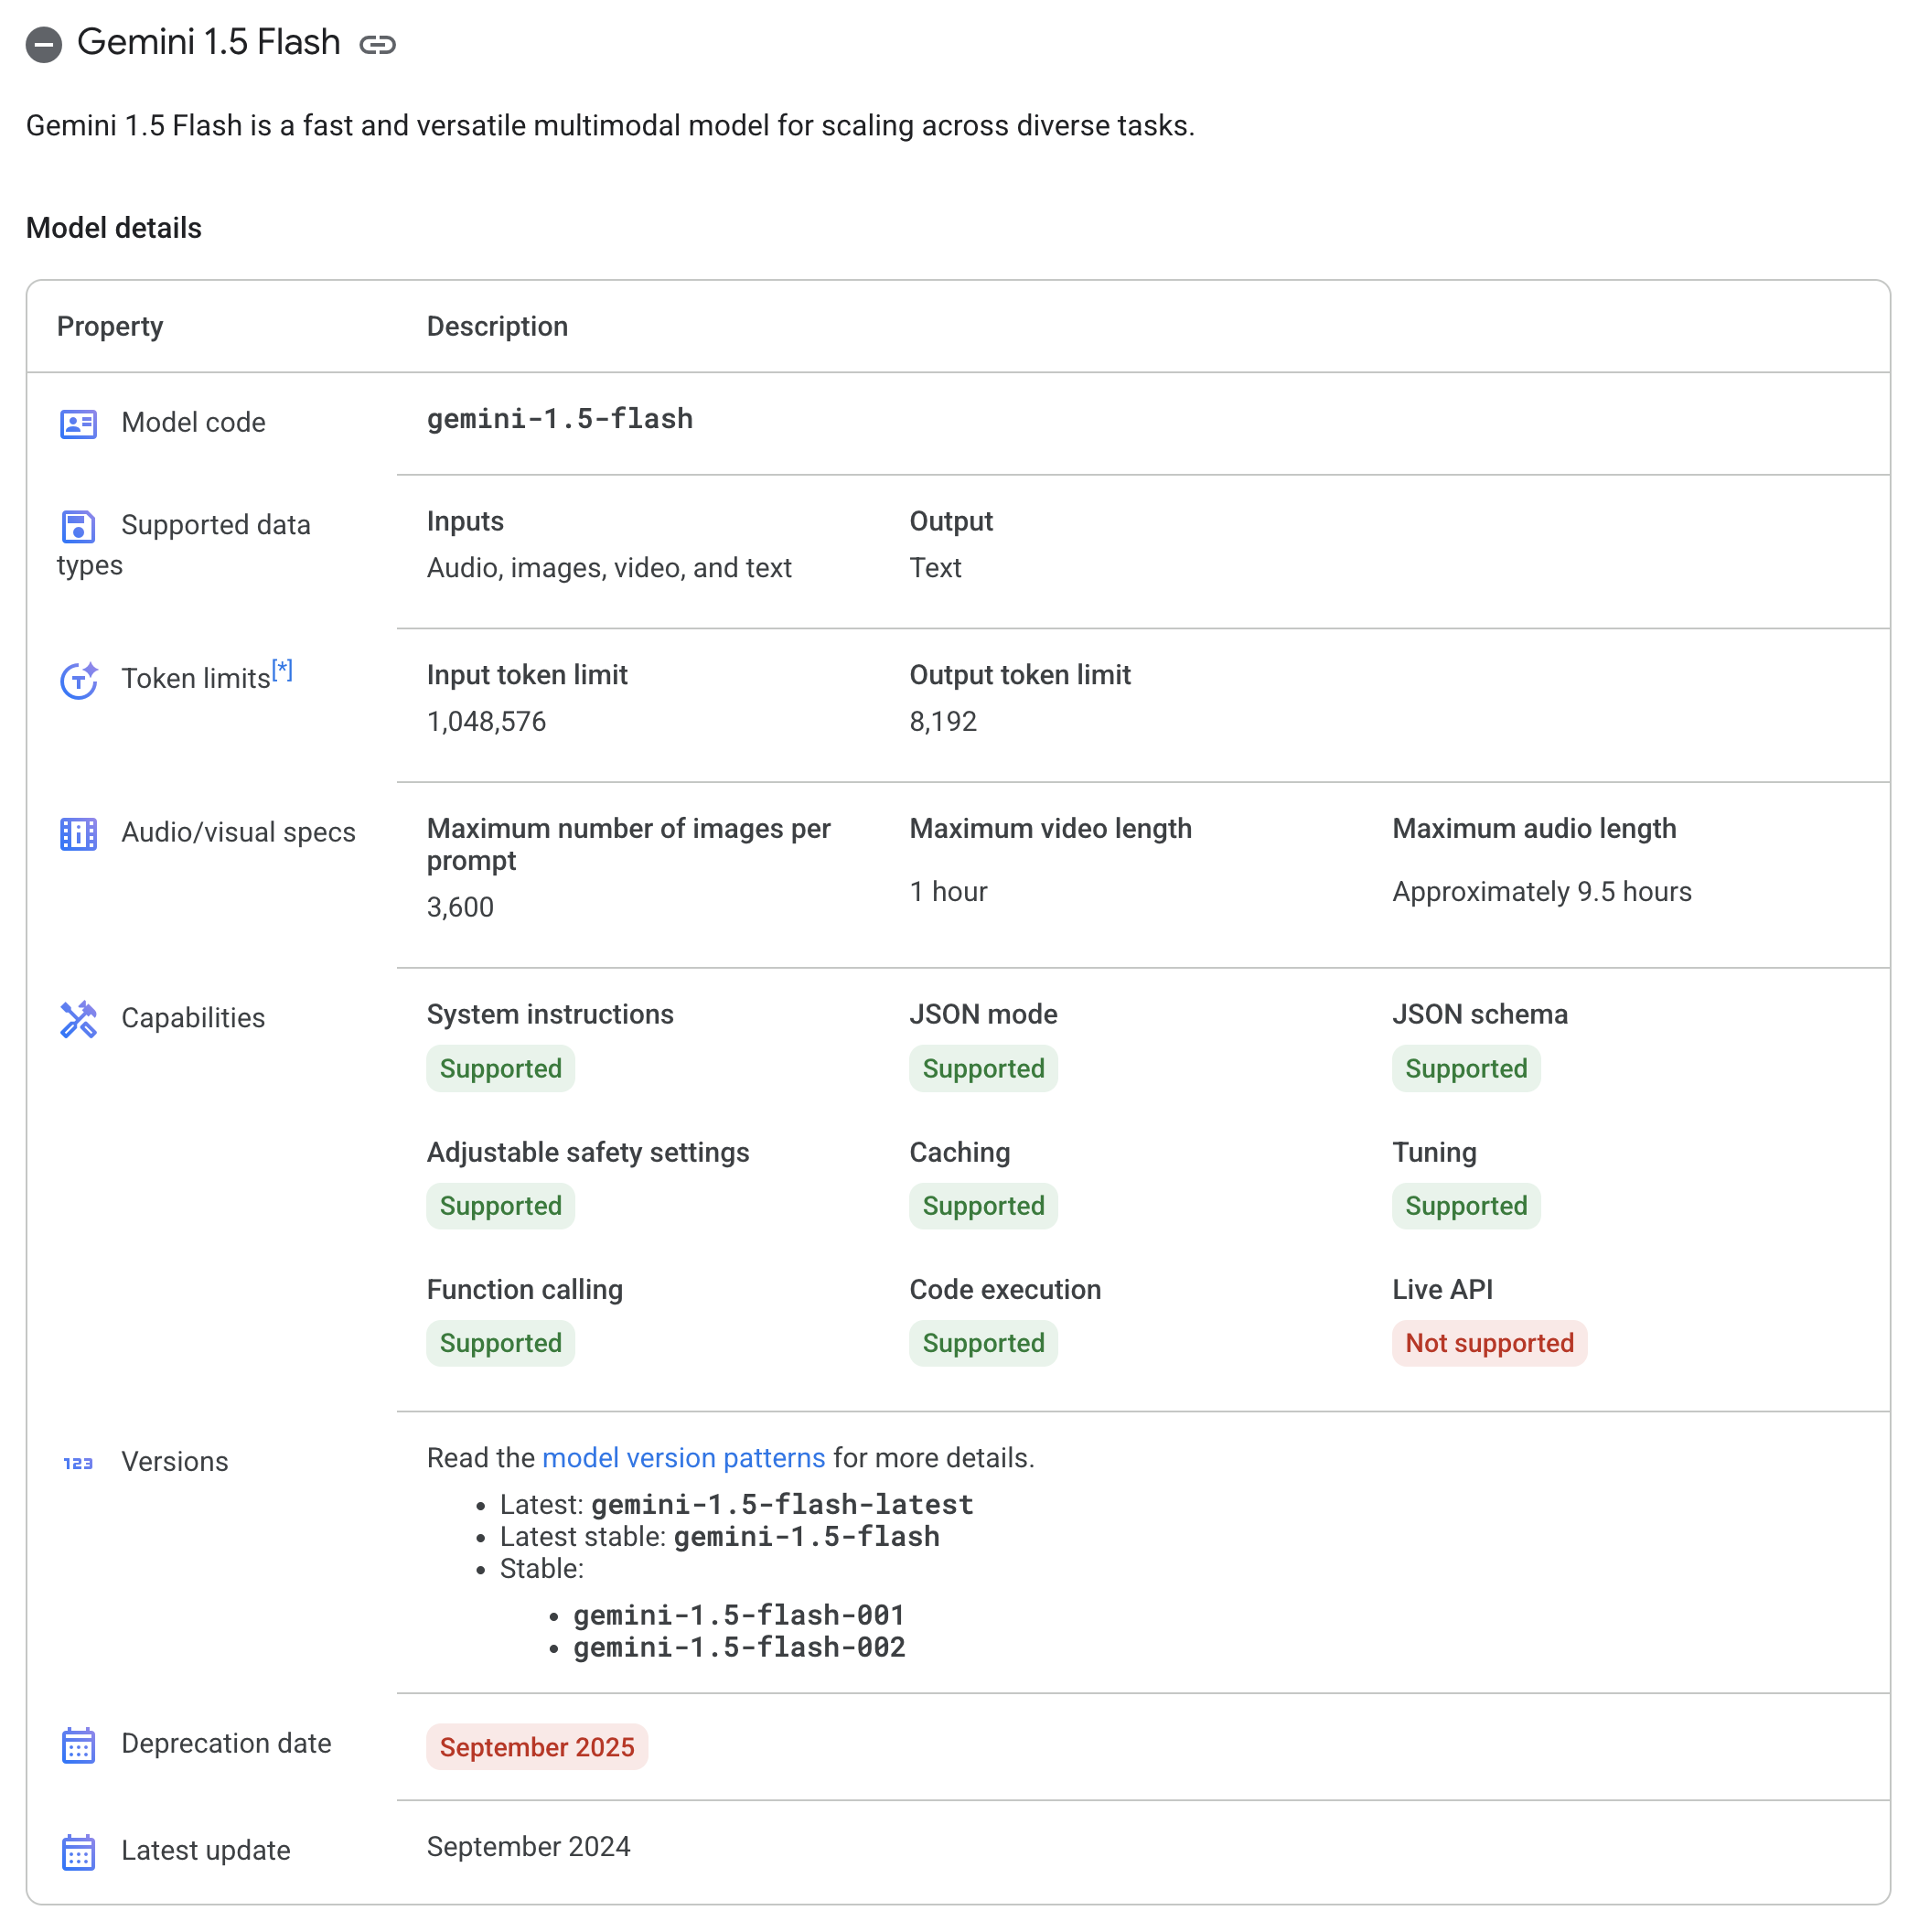 Gemini 1.5 Flash
Gemini 1.5 Flash is a fast and versatile multimodal model for scaling across diverse tasks.
Model details
Property
Description
Model code
gemini-1.5-flash
Supported data
types
Inputs
Audio, images, video, and text
Output
Text
Token limits[*]
Input token limit
1,048,576
Output token limit
8,192
Audio/visual specs
Maximum number of images per
prompt
3,600
Maximum video length
1 hour
Maximum audio length
Approximately 9.5 hours
Capabilities
System instructions
Supported
JSON mode
Supported
JSON schema
Supported
Adjustable safety settings
Supported
Caching
Supported
Tuning
Supported
Function calling
Supported
Code execution
Supported
Live API
Not supported
123 Versions
Read the model version patterns for more details.
• Latest: gemini-1.5-flash-latest
• Latest stable: gemini-1.5-flash
• Stable:
• gemini-1.5-flash-001
• gemini-1.5-flash-002
Deprecation date
September 2025
Latest update
September 2024